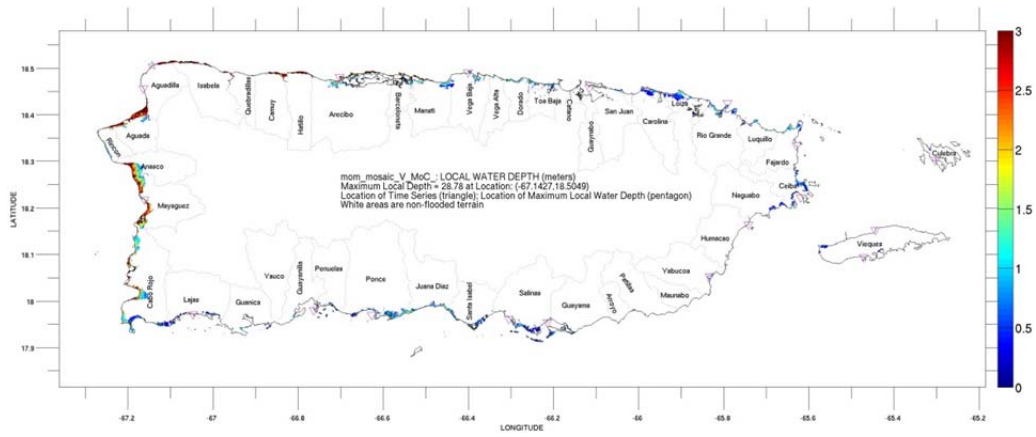 mom_mosaic_V_MoC_: LOCAL WATER DEPTH (meters)
Maximum Local Depth = 28.78 at Location: (-67.1427,18.5049)
Location of Time Series (triangle); Location of Maximum Local Water Depth (pentagon)
White areas are non-flooded terrain
LATITUDE
18.5
18.4
18.3
18.2
18.1
18
17.9
Aguadilla
Isabela
Quebradillas
Camuy
Hatillo
Arecibo
Barceloneta
Manati
Vega Baja
Vega Alta
Dorado
Toa Baja
Catano
Guaynabo
San Juan
Carolina
Loiza
Rio Grande
Luquillo
Fajardo
Ceiba
Culebra
Aguada
Rincon
Anasco
Mayaguez
Naguabo
Humacao
Vieques
Cabo Rojo
Lajas
Guanica
Yauco
Guayanilla
Penuelas
Ponce
Juana Diaz
Santa Isabel
Salinas
Guayama
Arroyo
Patillas
Yabucoa
Maunabo
-67.2
-67
-66.8
-66.6
-66.4
-66.2
-66
-65.8
-65.6
-65.4
-65.2
LONGITUDE
3
2.5
2
1.5
1
0.5
0